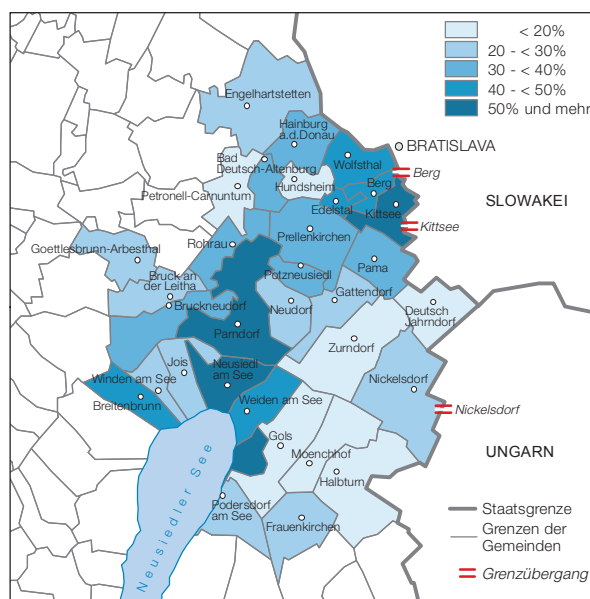 < 20%
20 - < 30%
30 - < 40%
40 - < 50%
50% und mehr
Engelhartstetten
Hainburg
a.d.Donau
BRATISLAVA
Bad
Deutsch-Altenburg
Wolfsthal
Berg
Hundsheim
Berg
Petronell-Carnuntum
Edelstal
Kittsee
SLOWAKEI
Kittsee
Rohrau
Prellenkirchen
Goettlesbrunn-Arbesthal
Pama
Bruck an
der Leitha
Potzneusiedl
Gattendorf
Bruckneudorf
Neudorf
Deutsch
Jahrndorf
Parndorf
Zurndorf
Jois
Neusiedl
am See
Nickelsdorf
Winden am See
Breitenbrunn
Weiden am See
Nickelsdorf
Gols
UNGARN
Moenchhof
Halbturn
Podersdorf
am See
Frauenkirchen
Neusiedler See
Staatsgrenze
Grenzen der
Gemeinden
Grenzübergang